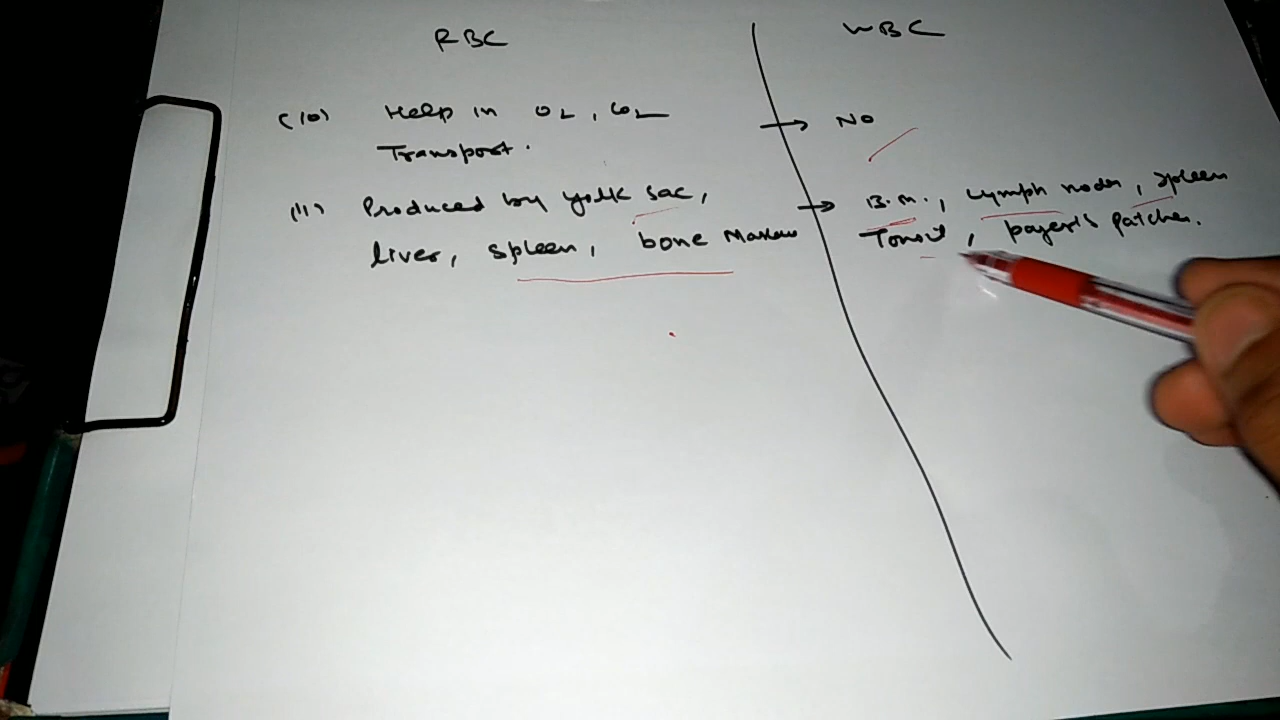 RBC
WBC
(10) Help in O2, CO2
Transport.
→ No
(11) Produced by yolk sac,
liver, spleen, bone Marrow
→ B.M., Lymph nodes, spleen
Tonsil, payer's patches.